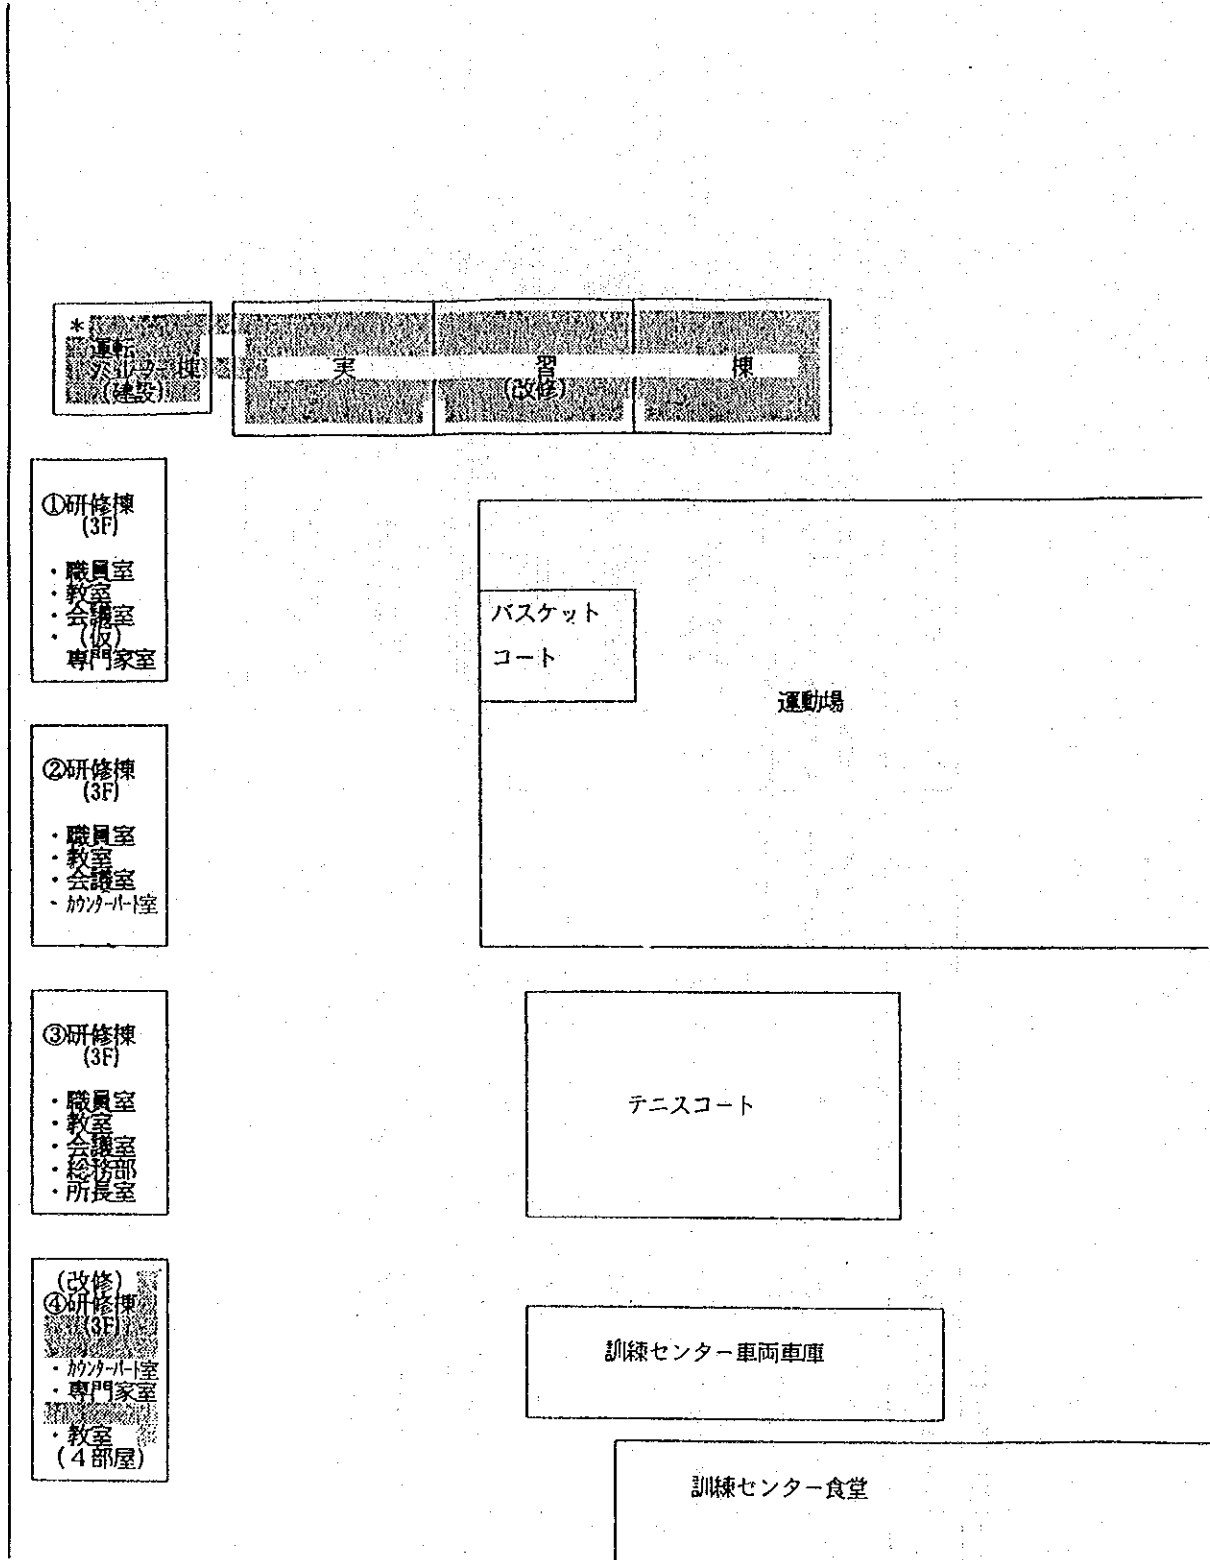 *
運転
シミュレーター棟
(建設)
実 習 棟
(改修)
①研修棟
(3F)
・職員室
・教室
・会議室
・(仮)
専門家室
バスケット
コート
運動場
②研修棟
(3F)
・職員室
・教室
・会議室
・カウンターパート室
③研修棟
(3F)
・職員室
・教室
・会議室
・総務部
・所長室
テニスコート
(改修)
④研修棟
(3F)
・カウンターパート室
・専門家室
・教室
(4部屋)
訓練センター車両車庫
訓練センター食堂